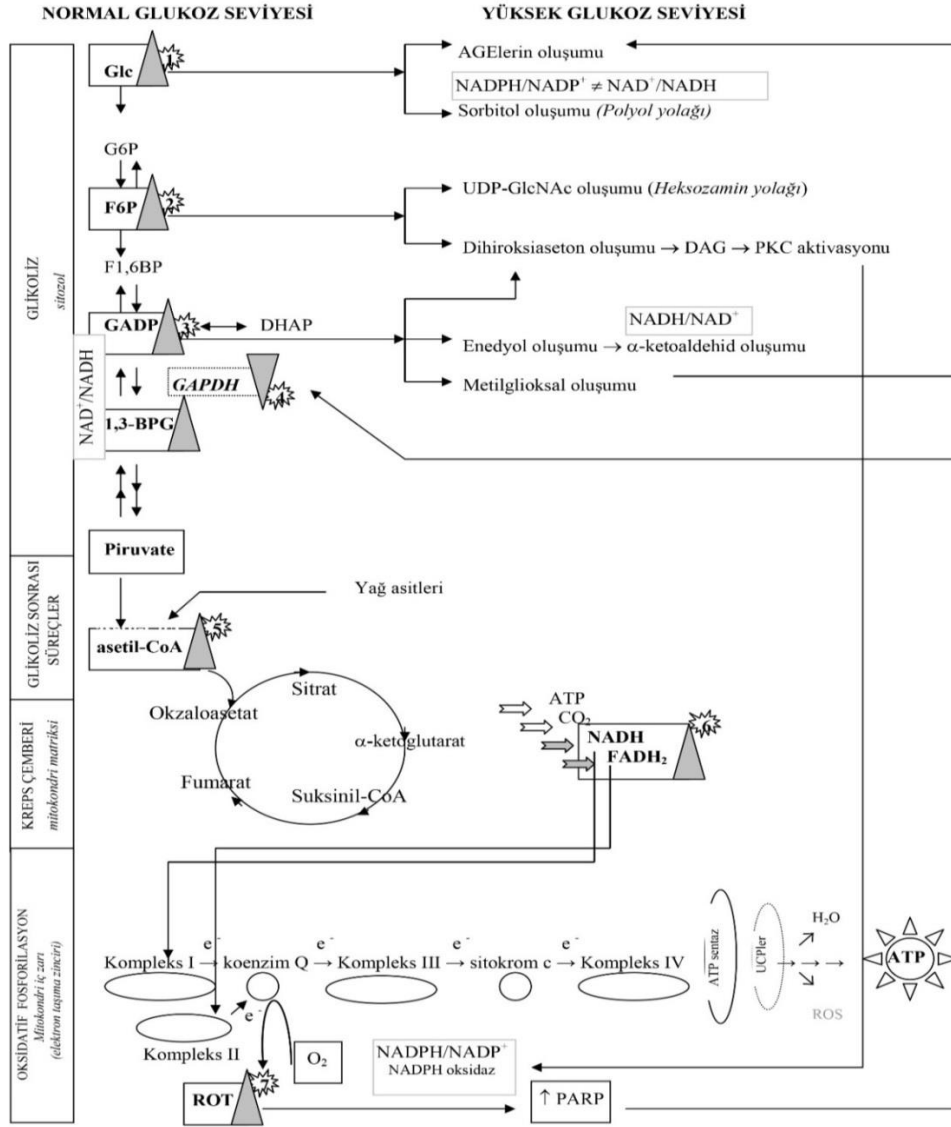 NORMAL GLUKOZ SEVİYESİ
YÜKSEK GLUKOZ SEVİYESİ
GLİKOLİZ
sitozol
Glc
1
AGElerin oluşumu
NADPH/NADP⁺ ≠ NAD⁺/NADH
Sorbitol oluşumu (Polyol yolağı)
G6P
F6P
2
UDP-GlcNAc oluşumu (Heksozamin yolağı)
Dihiroksiaseton oluşumu → DAG → PKC aktivasyonu
F1,6BP
GADP
3
DHAP
NADH/NAD⁺
Enedyol oluşumu → α-ketoaldehid oluşumu
Metilglioksal oluşumu
NAD⁺/NADH
GAPDH
4
1,3-BPG
Piruvate
GLİKOLİZ SONRASI
SÜREÇLER
Yağ asitleri
asetil-CoA
5
KREPS ÇEMBERİ
mitokondri matriksi
Sitrat
Okzaloasetat
α-ketoglutarat
Fumarat
Suksinil-CoA
ATP
CO₂
NADH
FADH₂
6
OKSİDATİF FOSFORİLASYON
Mitokondri iç zarı
(elektron taşıma zinciri)
e⁻ e⁻ e⁻ e⁻
Kompleks I → koenzim Q → Kompleks III → sitokrom c → Kompleks IV
ATP sentaz
UCPler
H₂O
ROS
ATP
e⁻
Kompleks II
O₂
NADPH/NADP⁺
NADPH oksidaz
ROT
7
↑ PARP